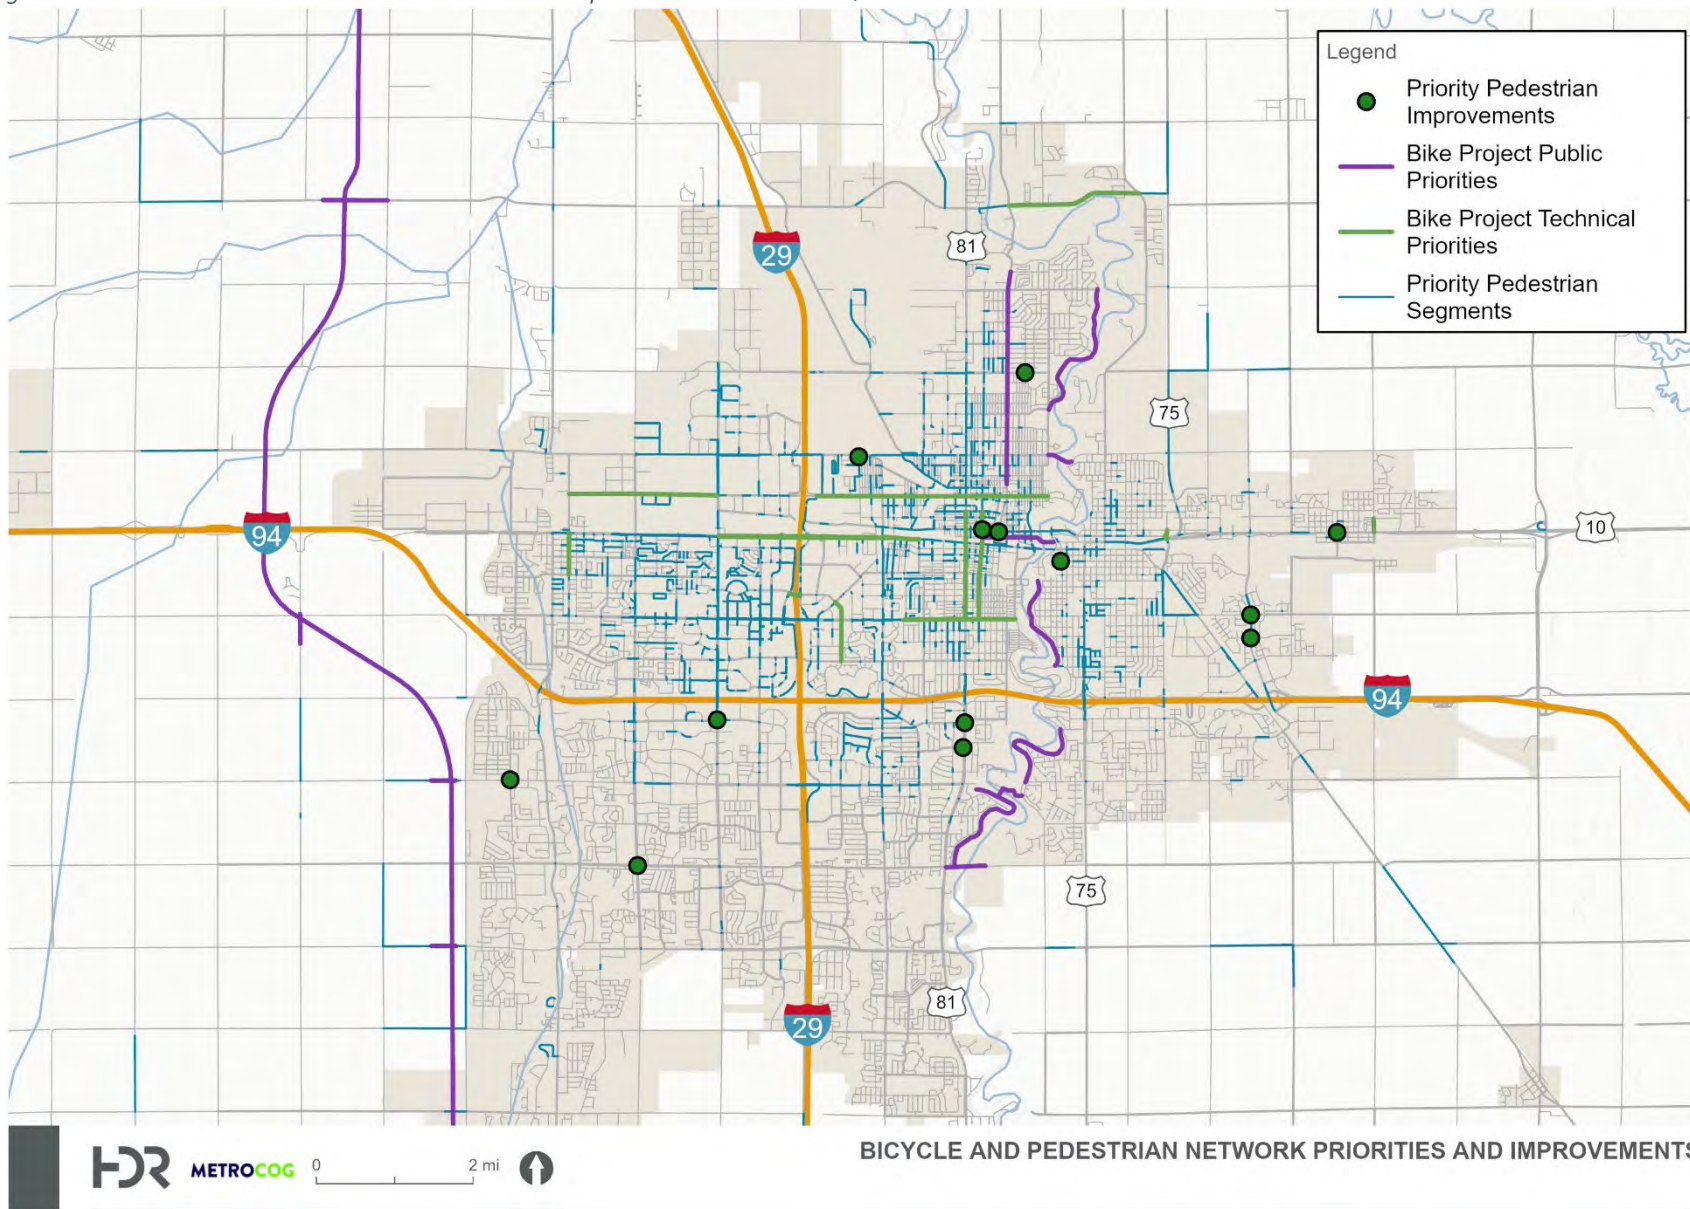 Legend
Priority Pedestrian
Improvements
Bike Project Public
Priorities
Bike Project Technical
Priorities
Priority Pedestrian
Segments
29
81
75
94
10
94
75
81
29
HDR
METROCOG
0
2 mi
BICYCLE AND PEDESTRIAN NETWORK PRIORITIES AND IMPROVEMENTS